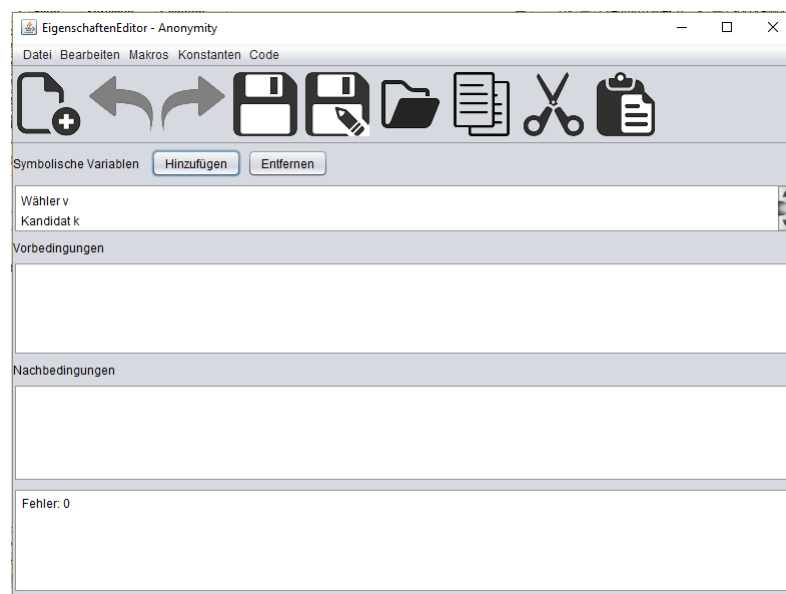 EigenschaftenEditor - Anonymity
Datei Bearbeiten Makros Konstanten Code
Symbolische Variablen Hinzufügen Entfernen
Wähler v
Kandidat k
Vorbedingungen
Nachbedingungen
Fehler: 0